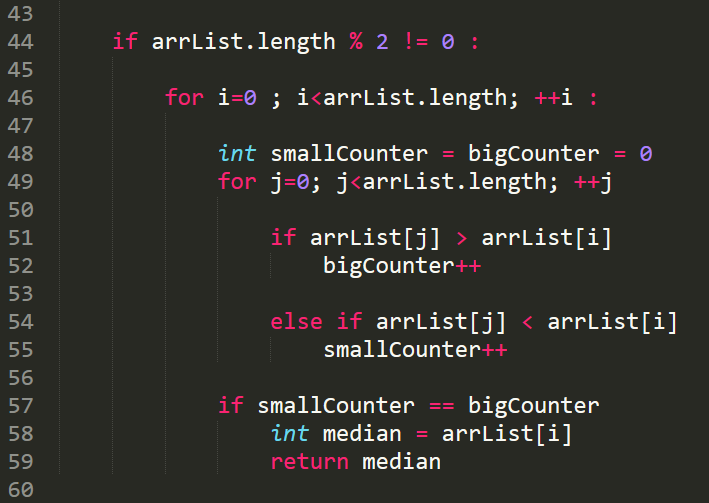 43
44 if arrList.length % 2 != 0 :
45
46 for i=0 ; i<arrList.length; ++i :
47
48 int smallCounter = bigCounter = 0
49 for j=0; j<arrList.length; ++j
50
51 if arrList[j] > arrList[i]
52 bigCounter++
53
54 else if arrList[j] < arrList[i]
55 smallCounter++
56
57 if smallCounter == bigCounter
58 int median = arrList[i]
59 return median
60